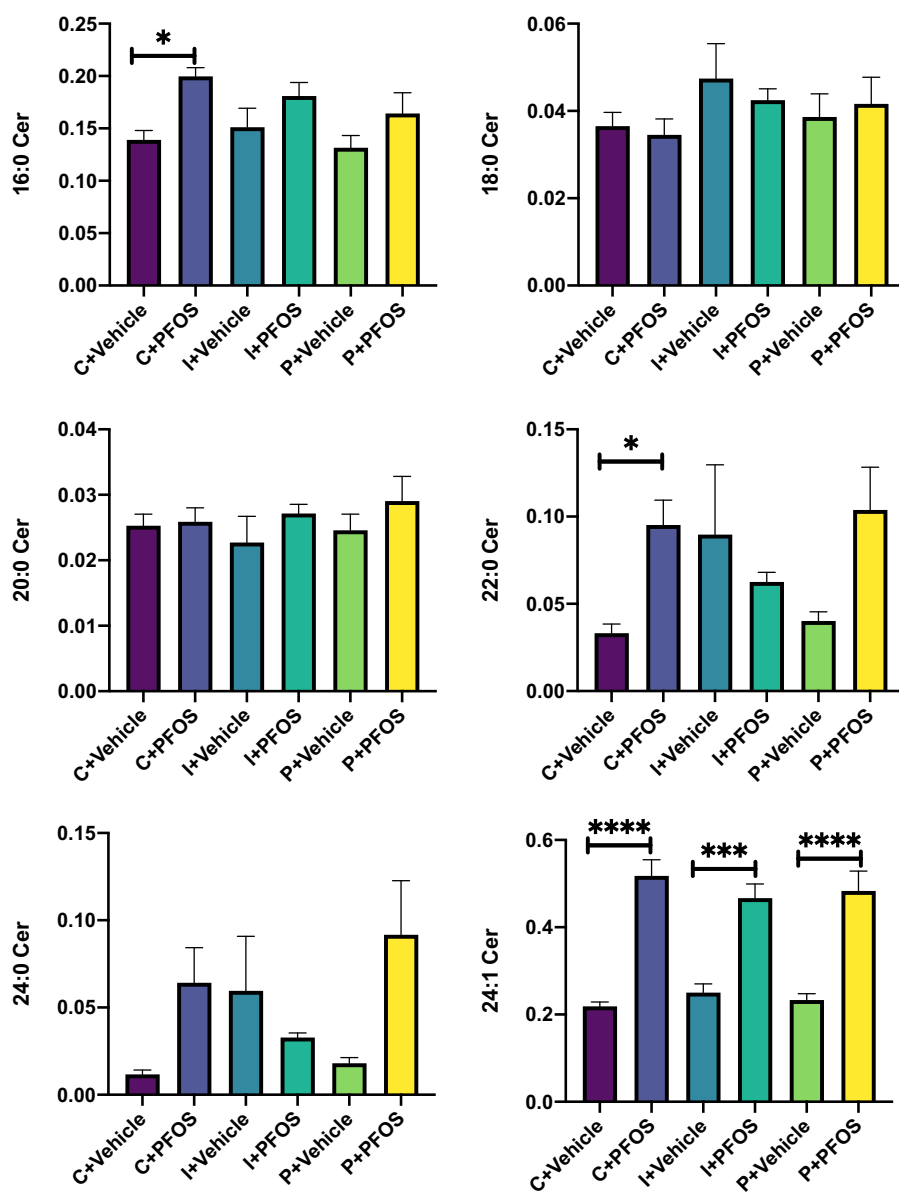 16:0 Cer
0.25
0.20
0.15
0.10
0.05
0.00
*
C+Vehicle
C+PFOS
I+Vehicle
I+PFOS
P+Vehicle
P+PFOS
18:0 Cer
0.06
0.04
0.02
0.00
C+Vehicle
C+PFOS
I+Vehicle
I+PFOS
P+Vehicle
P+PFOS
20:0 Cer
0.04
0.03
0.02
0.01
0.00
C+Vehicle
C+PFOS
I+Vehicle
I+PFOS
P+Vehicle
P+PFOS
22:0 Cer
0.15
0.10
0.05
0.00
*
C+Vehicle
C+PFOS
I+Vehicle
I+PFOS
P+Vehicle
P+PFOS
24:0 Cer
0.15
0.10
0.05
0.00
C+Vehicle
C+PFOS
I+Vehicle
I+PFOS
P+Vehicle
P+PFOS
24:1 Cer
0.6
0.4
0.2
0.0
****
***
****
C+Vehicle
C+PFOS
I+Vehicle
I+PFOS
P+Vehicle
P+PFOS